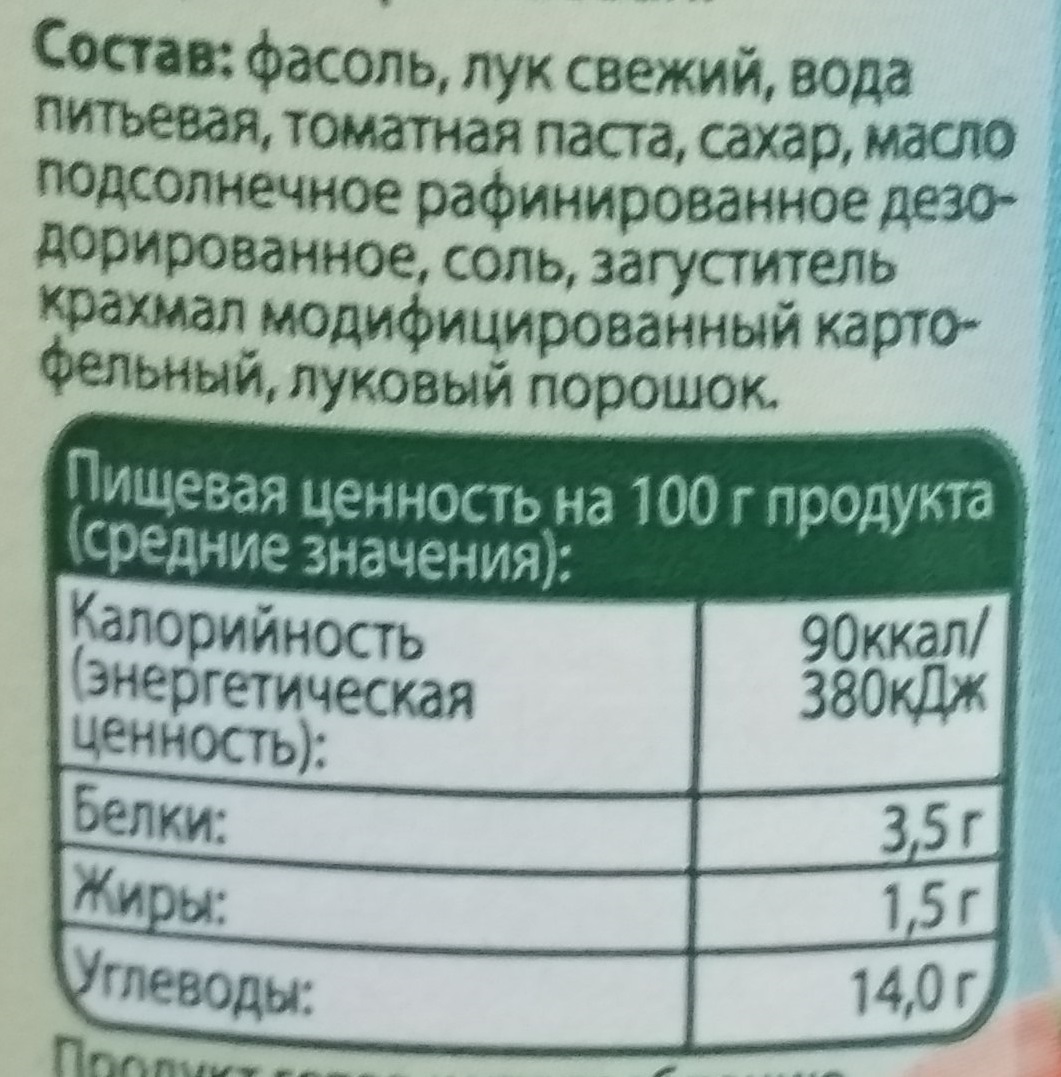 Состав: фасоль, лук свежий, вода
питьевая, томатная паста, сахар, масло
подсолнечное рафинированное дезо-
дорированное, соль, загуститель
крахмал модифицированный карто-
фельный, луковый порошок.
Пищевая ценность на 100 г продукта
(средние значения):
Калорийность
(энергетическая
ценность):
90ккал/
380кДж
Белки: 3,5 г
Жиры: 1,5 г
Углеводы: 14,0 г
Продукт